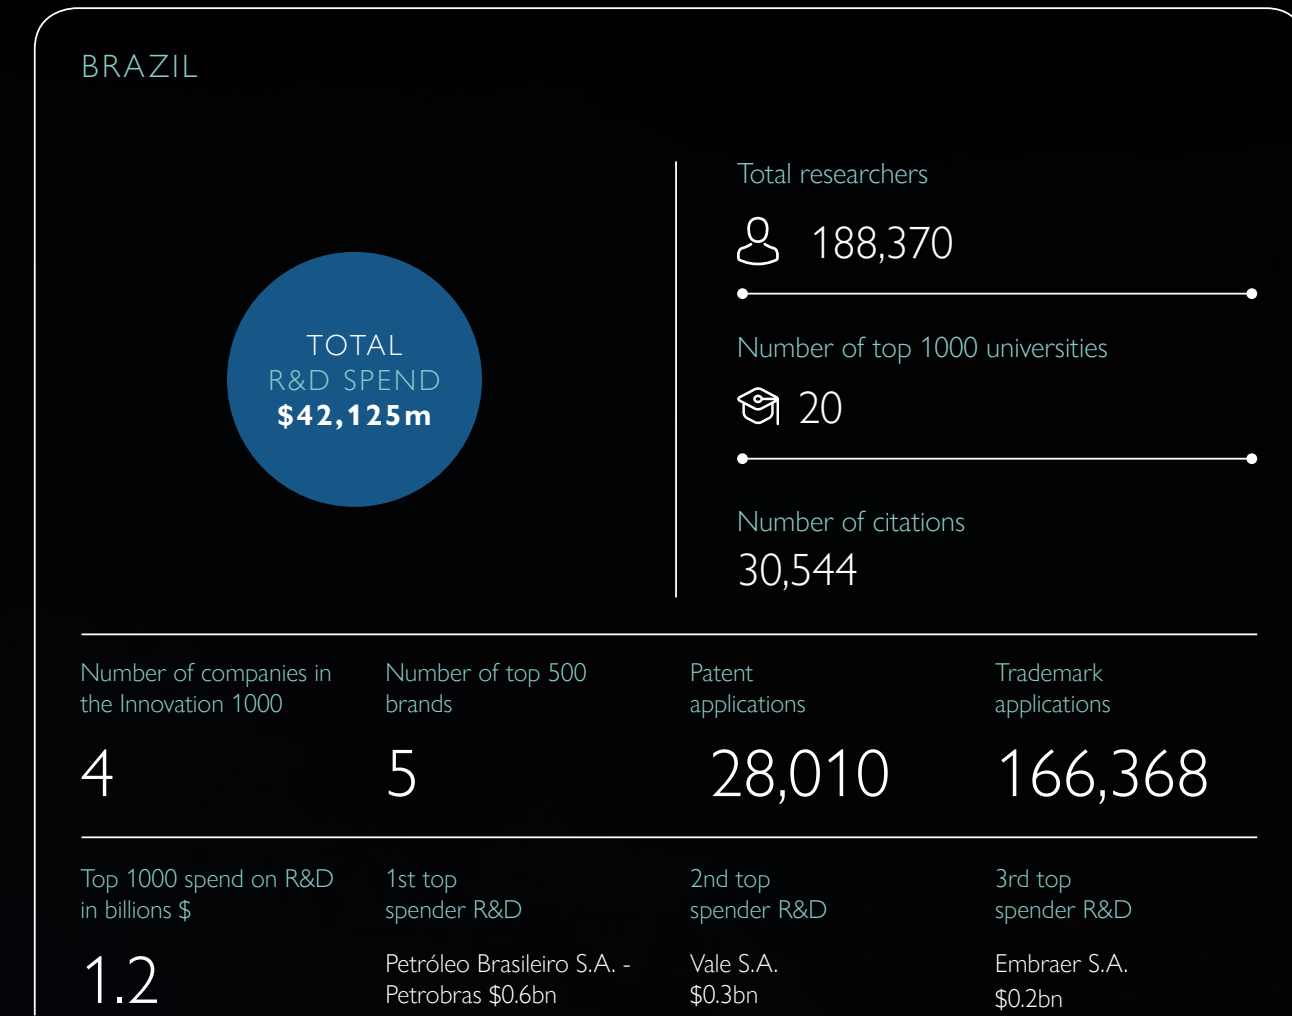 BRAZIL
TOTAL
R&D SPEND
$42,125m
Total researchers
188,370
Number of top 1000 universities
20
Number of citations
30,544
Number of companies in
the Innovation 1000
4
Number of top 500
brands
5
Patent
applications
28,010
Trademark
applications
166,368
Top 1000 spend on R&D
in billions $
1.2
1st top
spender R&D
Petróleo Brasileiro S.A. -
Petrobras $0.6bn
2nd top
spender R&D
Vale S.A.
$0.3bn
3rd top
spender R&D
Embraer S.A.
$0.2bn